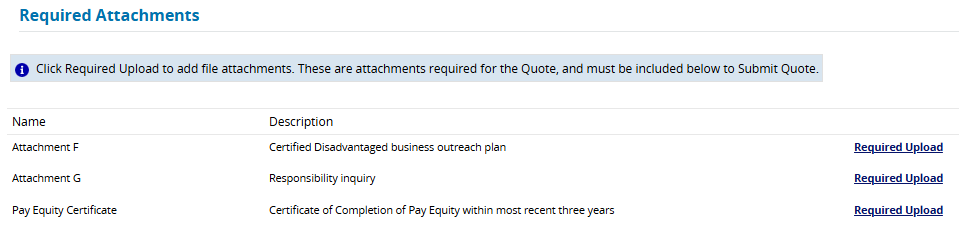 Required Attachments
Click Required Upload to add file attachments. These are attachments required for the Quote, and must be included below to Submit Quote.
Name Description
Attachment F Certified Disadvantaged business outreach plan Required Upload
Attachment G Responsibility inquiry Required Upload
Pay Equity Certificate Certificate of Completion of Pay Equity within most recent three years Required Upload